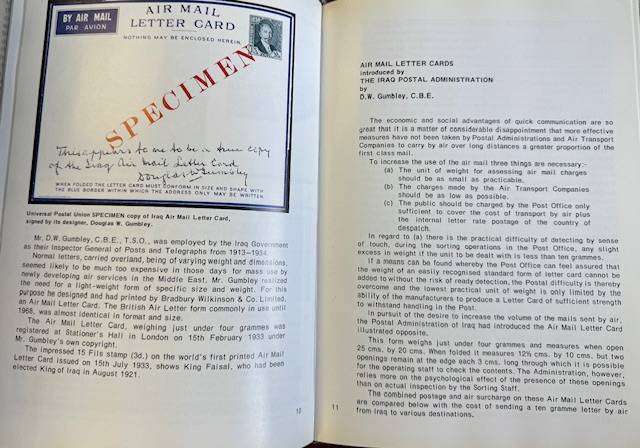 BY AIR MAIL
PAR AVION
AIR MAIL
LETTER CARD
NOTHING MAY BE ENCLOSED HEREIN
SPECIMEN
This appears to me to be a true copy
of the Iraq Air Mail Letter Card
Douglas W Gumbley
WHEN FOLDED THE LETTER CARD MUST CONFORM IN SIZE AND SHAPE WITH
THE BLUE BORDER WITHIN WHICH THE ADDRESS ONLY MAY BE WRITTEN.
Universal Postal Union SPECIMEN copy of Iraq Air Mail Letter Card,
signed by its designer, Douglas W. Gumbley.
Mr. D.W. Gumbley, C.B.E., T.S.O., was employed by the Iraq Government
as their Inspector General of Posts and Telegraphs from 1913-1934.
Normal letters, carried overland, being of varying weight and dimensions,
seemed likely to be much too expensive in those days for mass use by
newly developing air services in the Middle East. Mr. Gumbley realized
the need for a light-weight form of specific size and weight. For this
purpose he designed and had printed by Bradbury Wilkinson & Co. Limited,
an Air Mail Letter Card. The British Air Letter form commonly in use until
1968, was almost identical in format and size.
The Air Mail Letter Card, weighing just under four grammes was
registered at Stationer's Hall in London on 15th February 1933 under
Mr. Gumbley's own copyright.
The impressed 15 Fils stamp (3d.) on the world's first printed Air Mail
Letter Card issued on 15th July 1933, shows King Faisal, who had been
elected King of Iraq in August 1921.
10
AIR MAIL LETTER CARDS
introduced by
THE IRAQ POSTAL ADMINISTRATION
by
D.W. Gumbley, C.B.E.
The economic and social advantages of quick communication are so
great that it is a matter of considerable disappointment that more effective
measures have not been taken by Postal Administrations and Air Transport
Companies to carry by air over long distances a greater proportion of the
first class mail.
To increase the use of the air mail three things are necessary:-
(a) The unit of weight for assessing air mail charges
should be as small as practicable.
(b) The charges made by the Air Transport Companies
should be as low as possible.
(c) The public should be charged by the Post Office only
sufficient to cover the cost of transport by air plus
the internal letter rate postage of the country of
despatch.
In regard to (a) there is the practical difficulty of detecting by sense
of touch, during the sorting operations in the Post Office, any slight
excess in weight if the unit to be dealt with is less than ten grammes.
If a means can be found whereby the Post Office can feel assured that
the weight of an easily recognised standard form of letter card cannot be
added to without the risk of ready detection, the Postal difficulty is thereby
overcome and the lowest practical unit of weight is only limited by the
ability of the manufacturers to produce a Letter Card of sufficient strength
to withstand handling in the Post.
In pursuit of the desire to increase the volume of the mails sent by air,
the Postal Administration of Iraq had introduced the Air Mail Letter Card
illustrated opposite.
This form weighs just under four grammes and measures when open
25 cms. by 20 cms. When folded it measures 12½ cms. by 10 cms. but two
openings remain at the edge each 3 cms. long through which it is possible
for the operating staff to check the contents. The Administration, however,
relies more on the psychological effect of the presence of these openings
than on actual inspection by the Sorting Staff.
The combined postage and air surcharge on these Air Mail Letter Cards
are compared below with the cost of sending a ten gramme letter by air
from Iraq to various destinations.
11